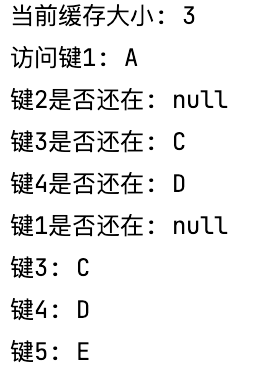 当前缓存大小: 3
访问键1: A
键2是否还在: null
键3是否还在: C
键4是否还在: D
键1是否还在: null
键3: C
键4: D
键5: E